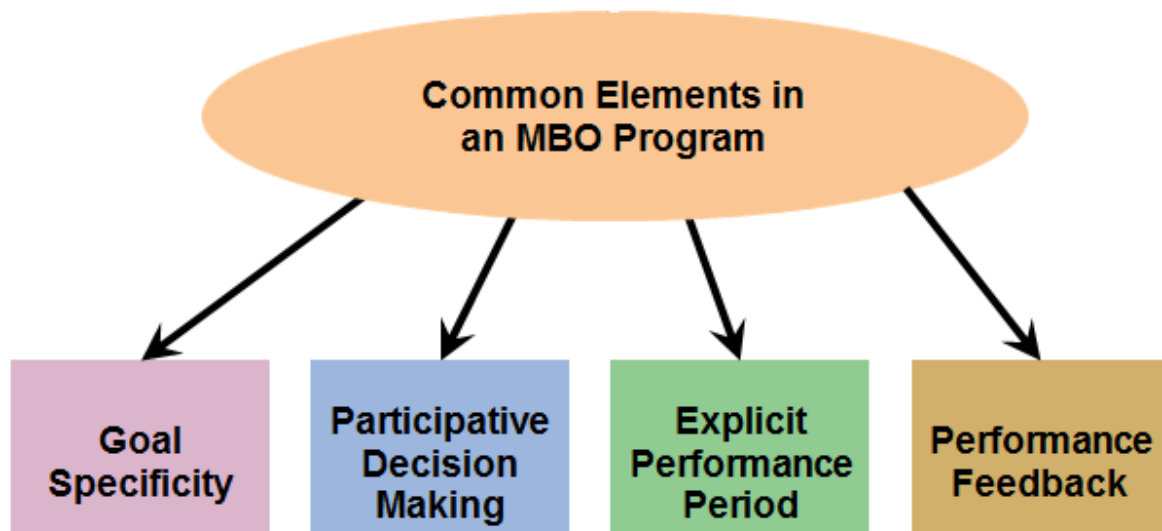 Common Elements in
an MBO Program
Goal
Specificity
Participative
Decision
Making
Explicit
Performance
Period
Performance
Feedback